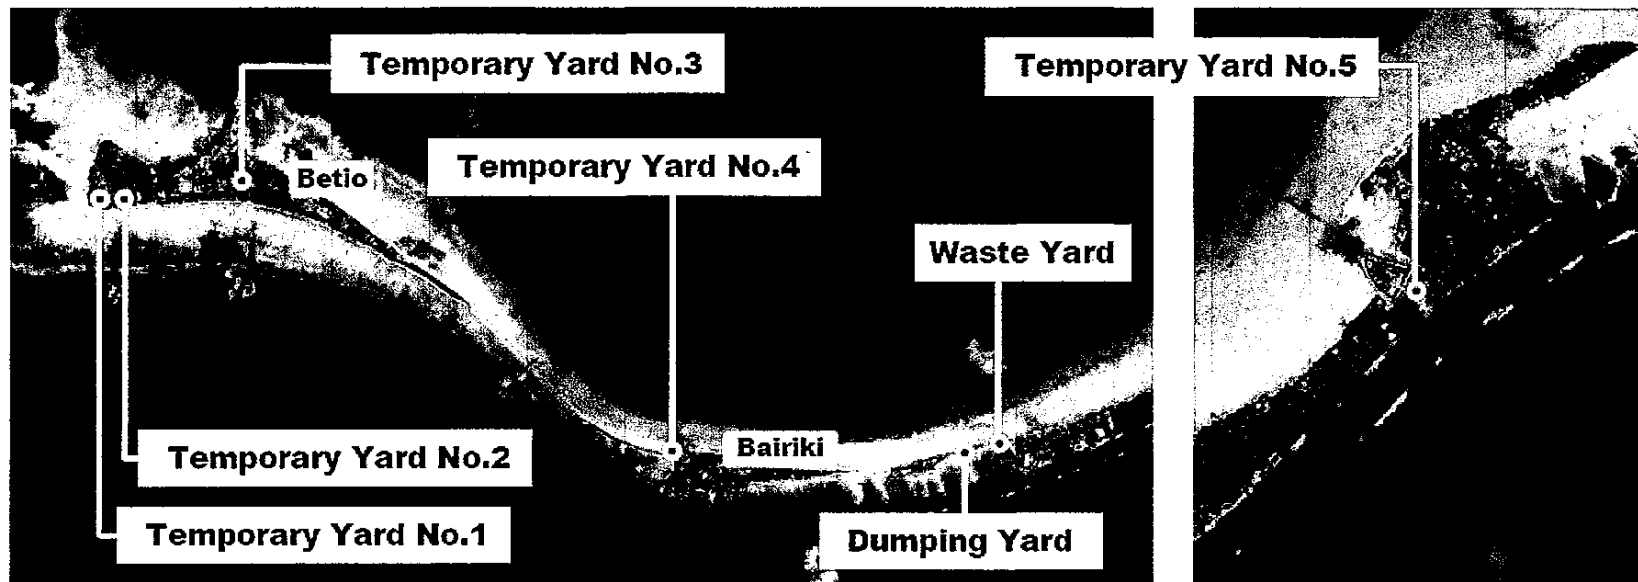 Temporary Yard No.3
Temporary Yard No.5
Temporary Yard No.4
Betio
Waste Yard
Bairiki
Temporary Yard No.2
Temporary Yard No.1
Dumping Yard